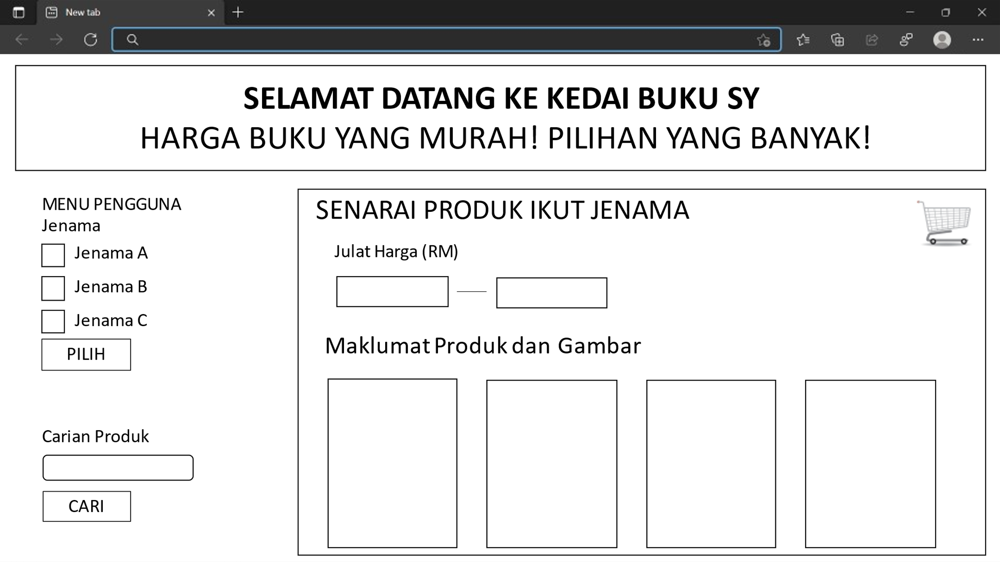 New tab
SELAMAT DATANG KE KEDAI BUKU SY
HARGA BUKU YANG MURAH! PILIHAN YANG BANYAK!
MENU PENGGUNA
Jenama
Jenama A
Jenama B
Jenama C
PILIH
Carian Produk
CARI
SENARAI PRODUK IKUT JENAMA
Julat Harga (RM)
Maklumat Produk dan Gambar